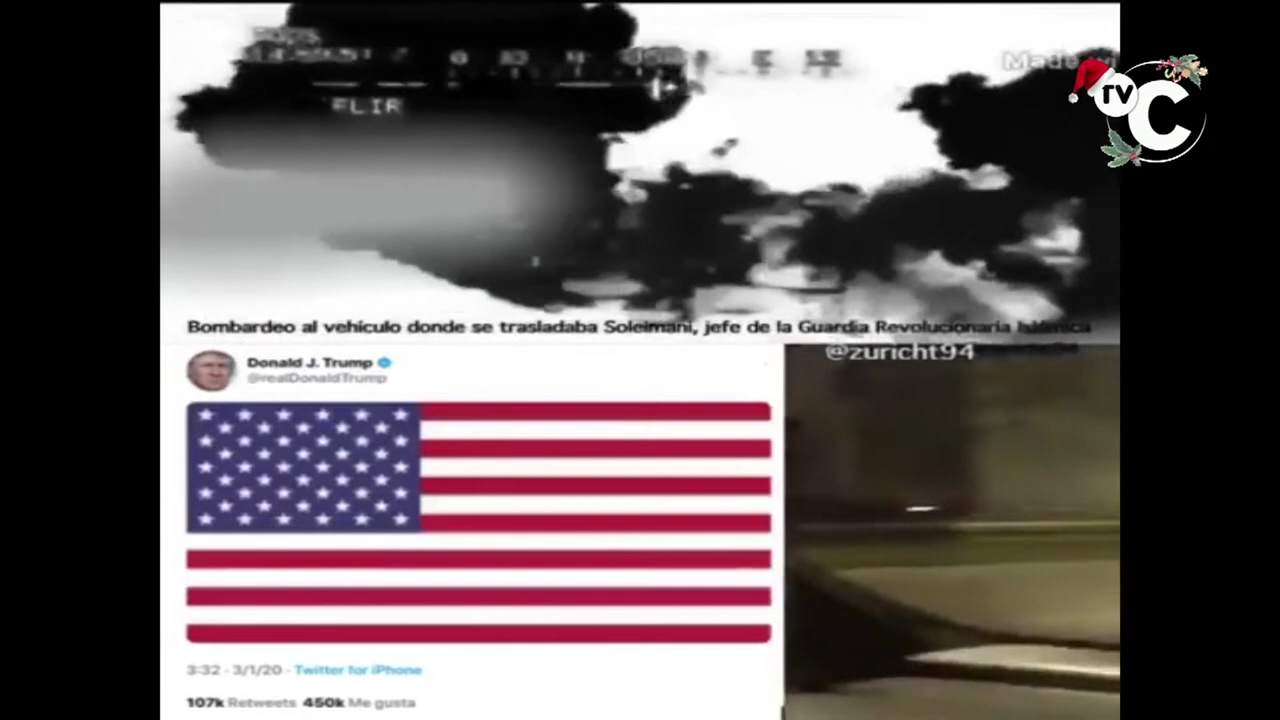 FLIR
TV
C
Bombardeo al vehículo donde se trasladaba Soleimani, jefe de la Guardia Revolucionaria Islámica
@zuricht94
Donald J. Trump
@realDonaldTrump
3:32 · 3/1/20 · Twitter for iPhone
107k Retweets 450k Me gusta